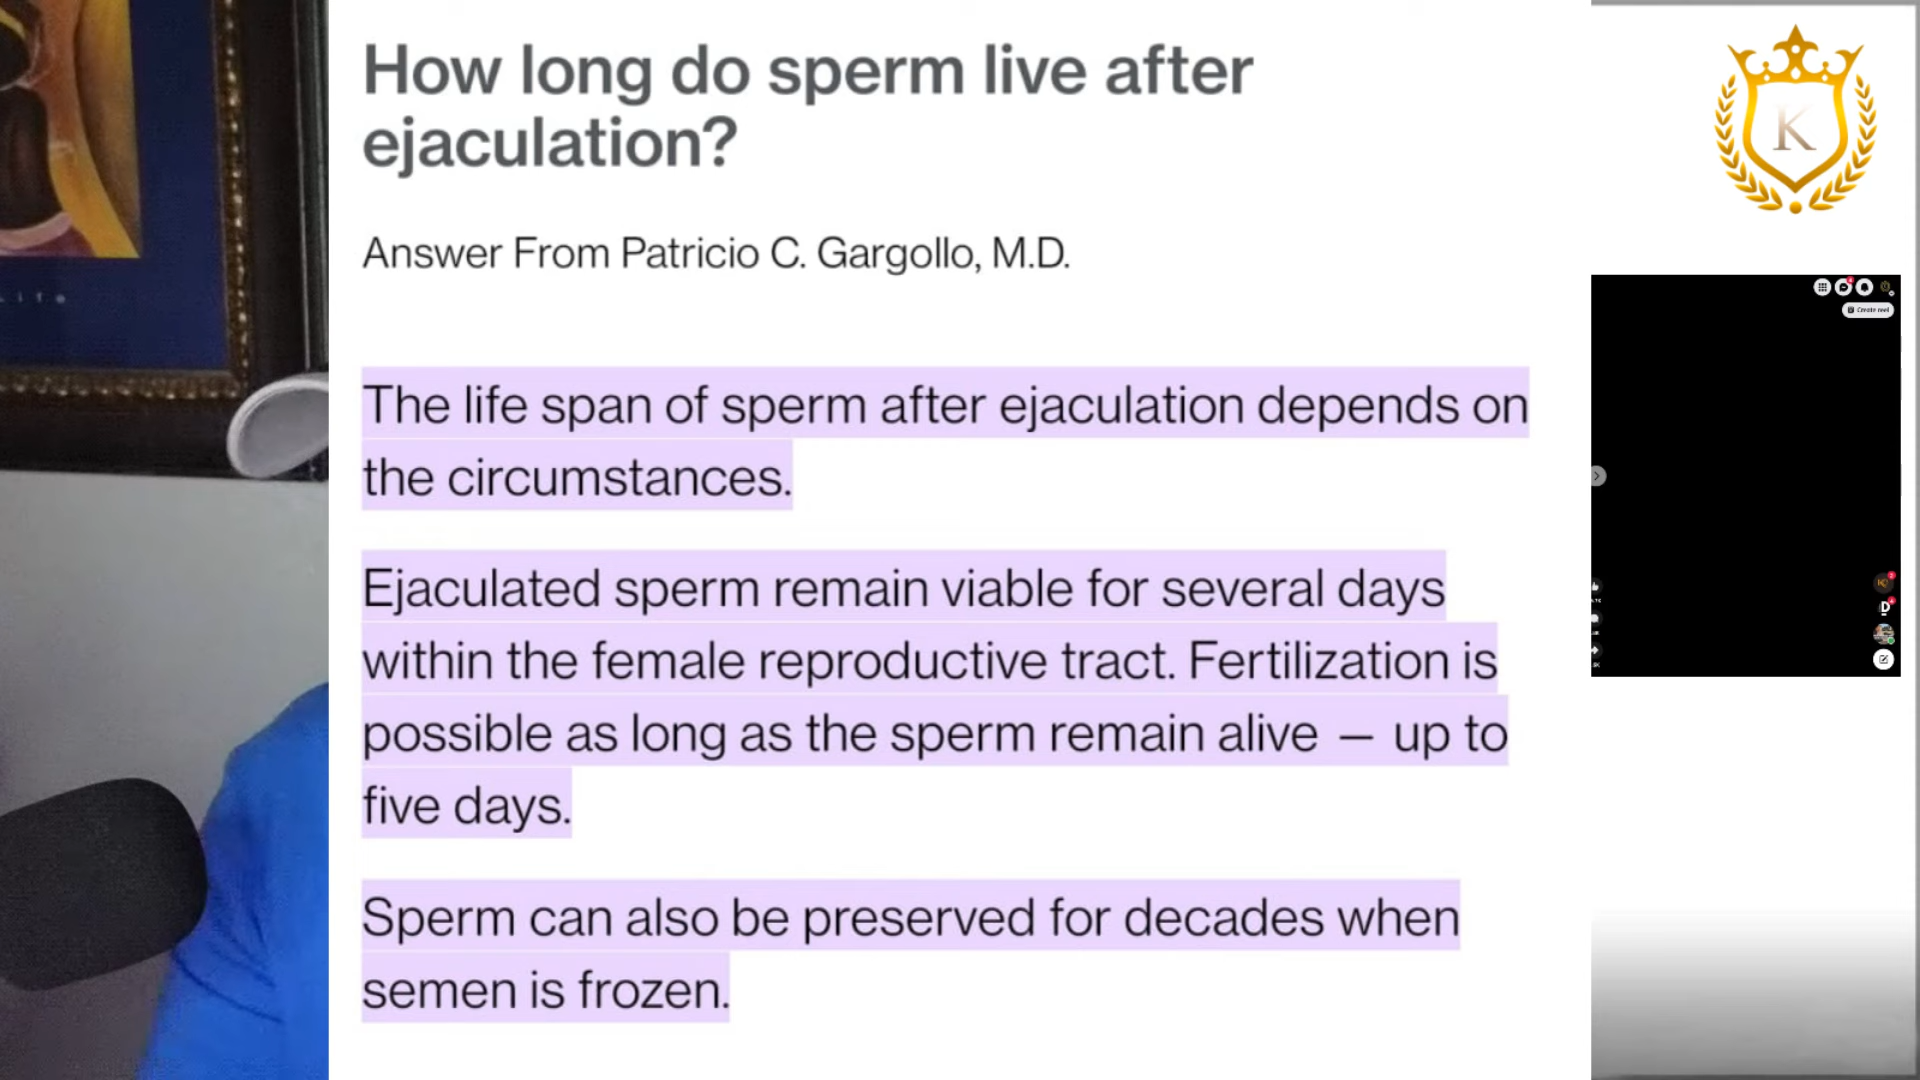 How long do sperm live after
ejaculation?
Answer From Patricio C. Gargollo, M.D.
The life span of sperm after ejaculation depends on
the circumstances.
Ejaculated sperm remain viable for several days
within the female reproductive tract. Fertilization is
possible as long as the sperm remain alive — up to
five days.
Sperm can also be preserved for decades when
semen is frozen.
K
Create reel